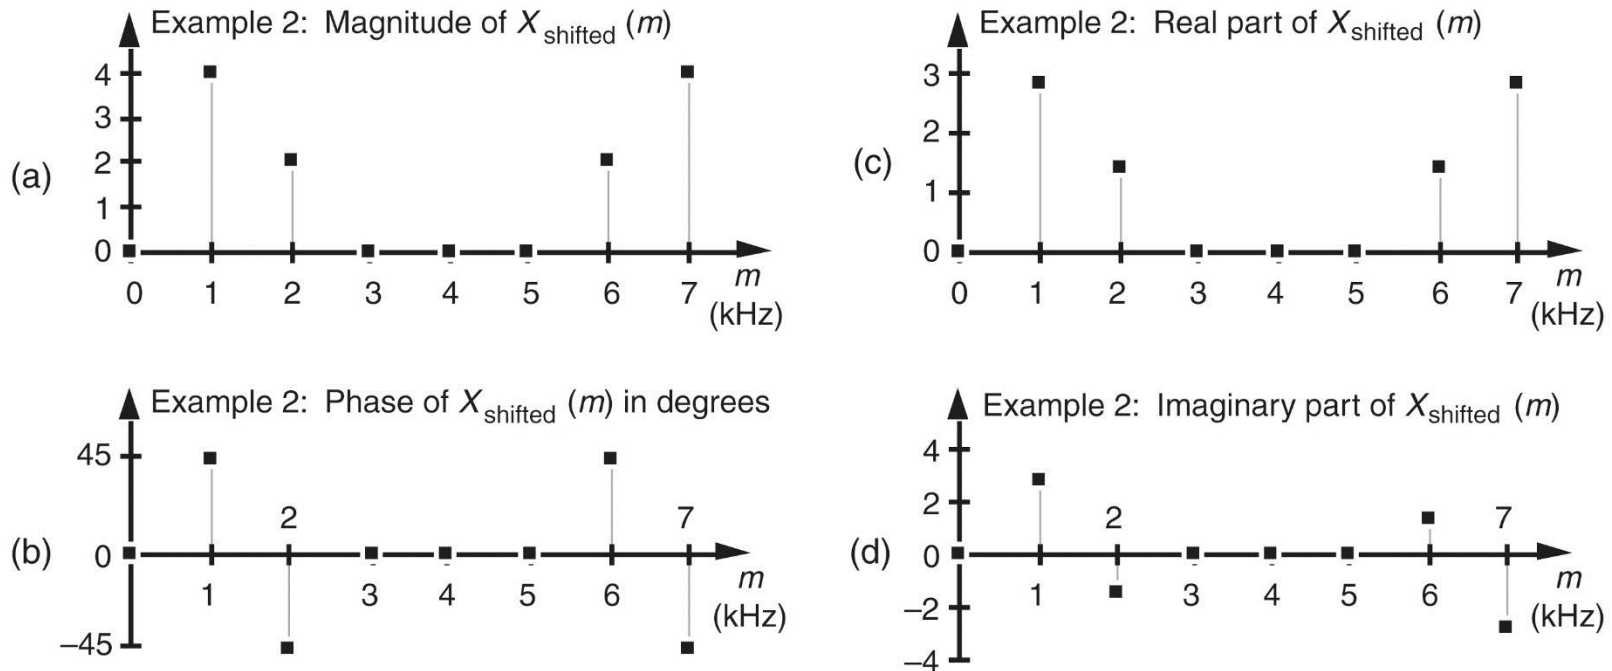 Example 2: Magnitude of X shifted (m)
4
3
2
1
0
(a)
0 1 2 3 4 5 6 7
m
(kHz)
Example 2: Real part of X shifted (m)
3
2
1
0
(c)
0 1 2 3 4 5 6 7
m
(kHz)
Example 2: Phase of X shifted (m) in degrees
45
0
–45
(b)
2 7
1 3 4 5 6
m
(kHz)
Example 2: Imaginary part of X shifted (m)
4
2
0
–2
–4
(d)
2 7
1 3 4 5 6
m
(kHz)